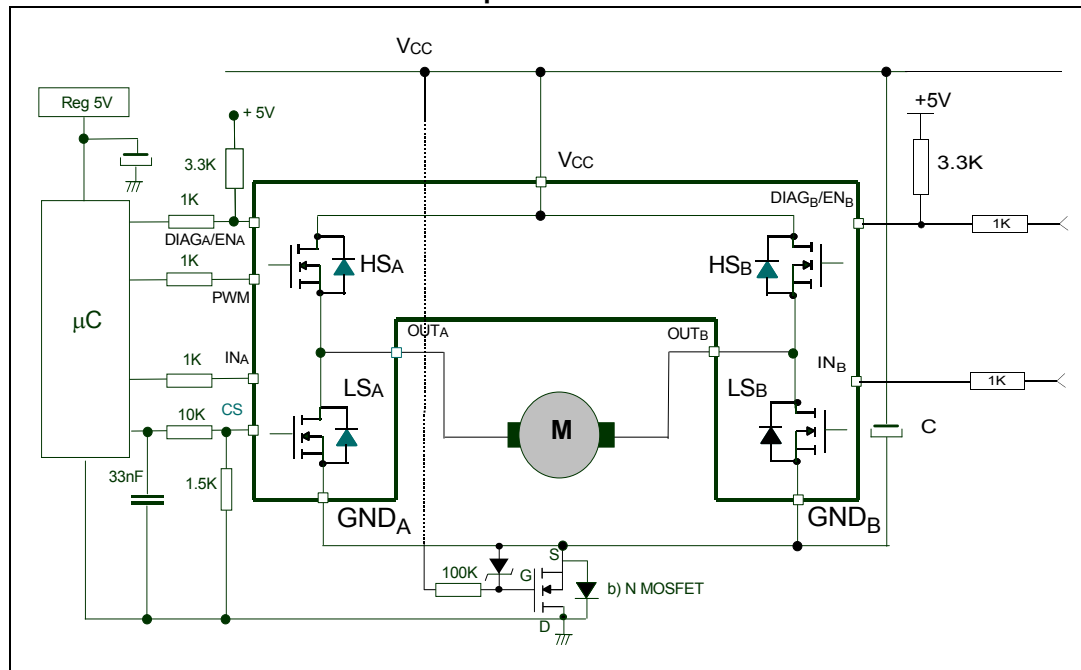 VCC
Reg 5V
+ 5V
+5V
3.3K
3.3K
VCC
1K
DIAGA/ENA
DIAGB/ENB
1K
HSA
HSB
1K
PWM
µC
OUTA
OUTB
1K
INA
INB
1K
LSA
LSB
10K
CS
M
C
33nF
1.5K
GNDA
GNDB
100K
G
S
D
b) N MOSFET